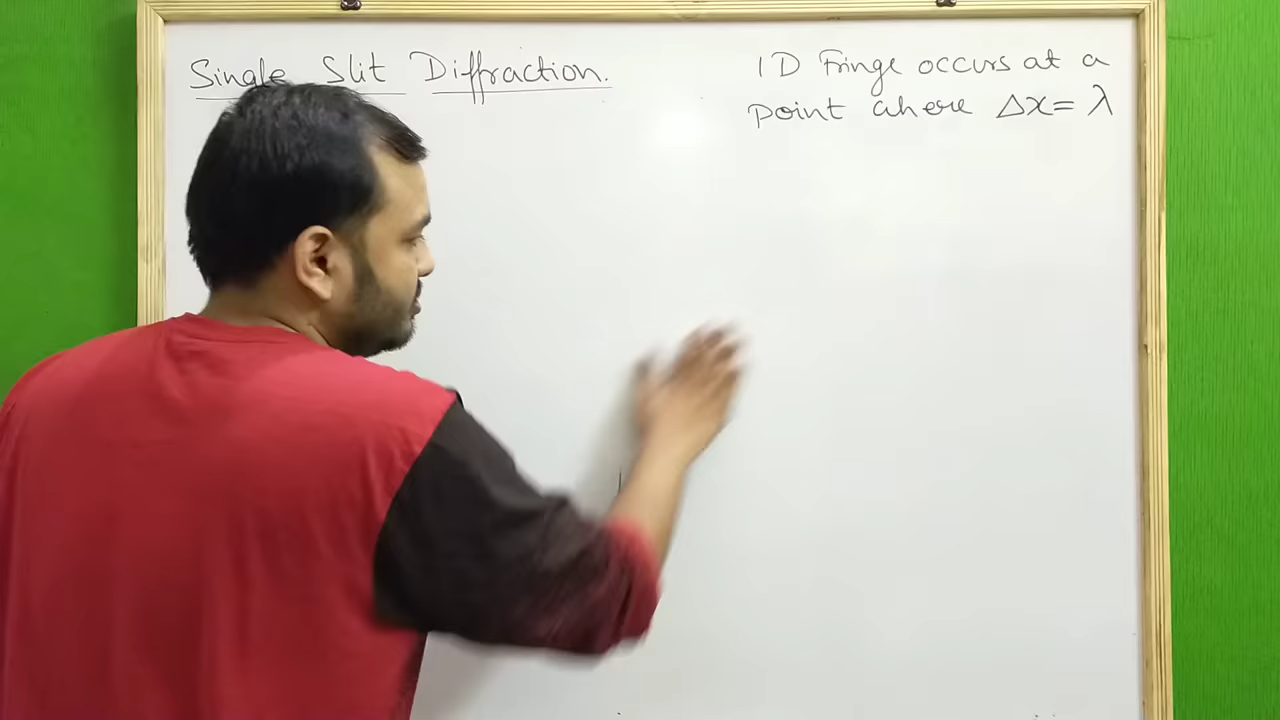 Single Slit Diffraction.
1D Fringe occurs at a
point where Δx = λ